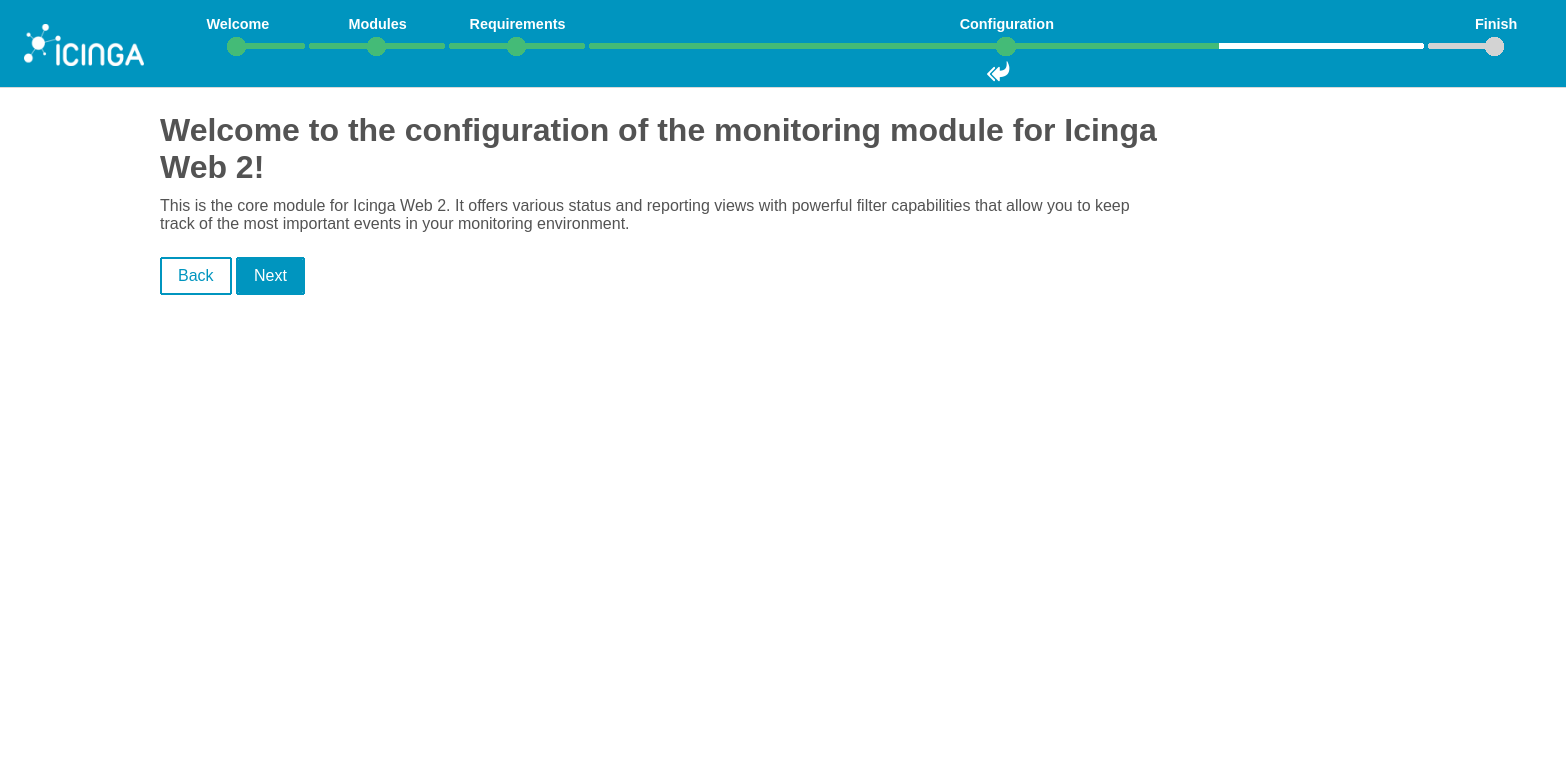 Welcome Modules Requirements Configuration Finish
ICINGA
Welcome to the configuration of the monitoring module for Icinga
Web 2!
This is the core module for Icinga Web 2. It offers various status and reporting views with powerful filter capabilities that allow you to keep
track of the most important events in your monitoring environment.
Back Next